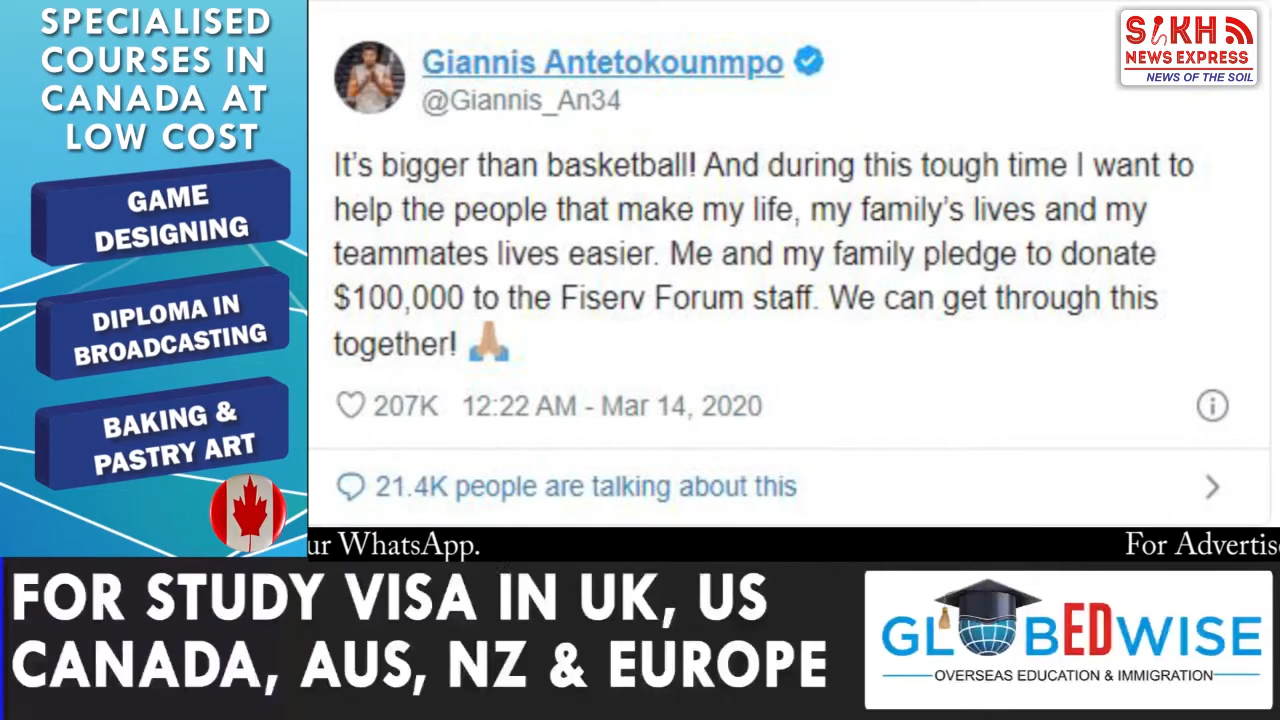 SPECIALISED
COURSES IN
CANADA AT
LOW COST
GAME
DESIGNING
DIPLOMA IN
BROADCASTING
BAKING &
PASTRY ART
Giannis Antetokounmpo
@Giannis_An34
It's bigger than basketball! And during this tough time I want to
help the people that make my life, my family's lives and my
teammates lives easier. Me and my family pledge to donate
$100,000 to the Fiserv Forum staff. We can get through this
together! 🙏🏼
207K 12:22 AM - Mar 14, 2020
21.4K people are talking about this
SIKH
NEWS EXPRESS
NEWS OF THE SOIL
ur WhatsApp. For Advertis
FOR STUDY VISA IN UK, US
CANADA, AUS, NZ & EUROPE
GLOBEDWISE
OVERSEAS EDUCATION & IMMIGRATION